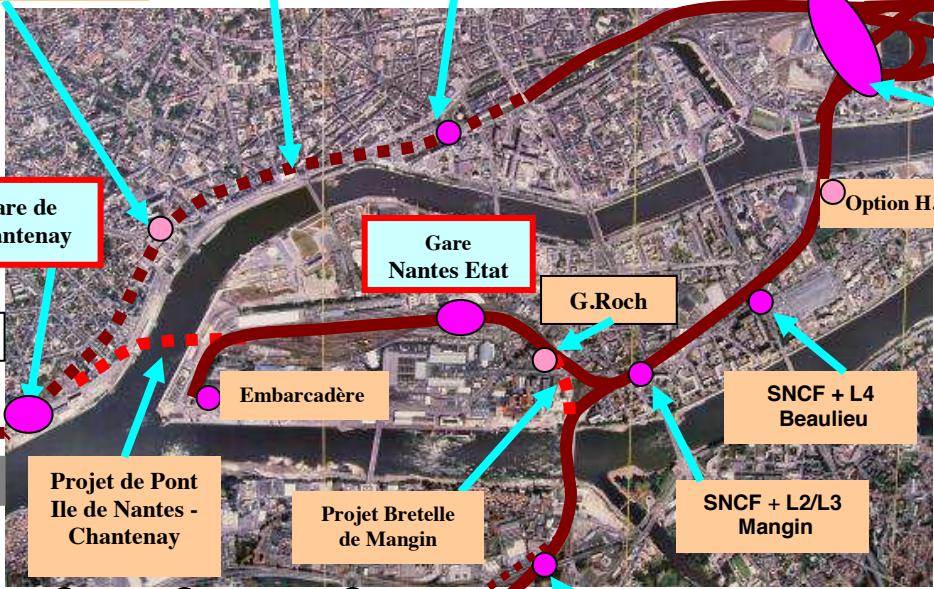 are de
antenay
Gare
Nantes Etat
G.Roch
Option H.
Embarcadère
SNCF + L4
Beaulieu
Projet de Pont
Ile de Nantes -
Chantenay
Projet Bretelle
de Mangin
SNCF + L2/L3
Mangin